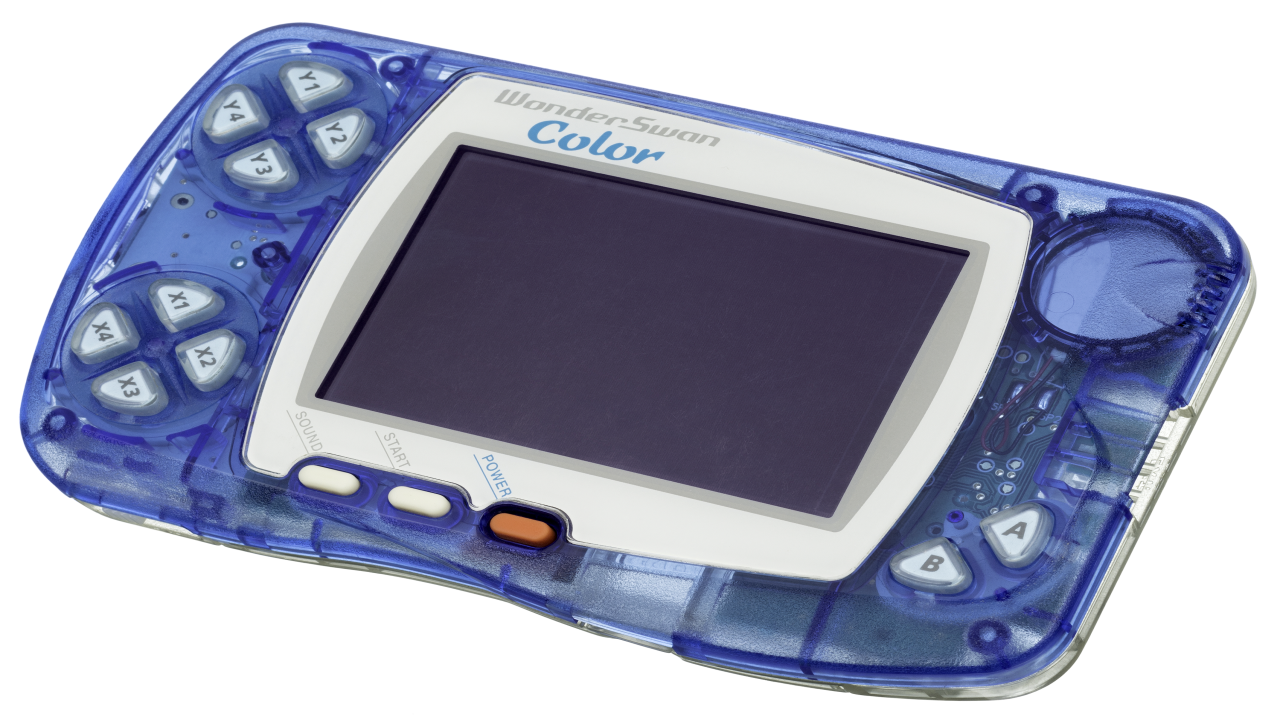 WonderSwan
Color
Y1
Y4
Y2
Y3
X1
X4
X2
X3
SOUND
START
POWER
A
B